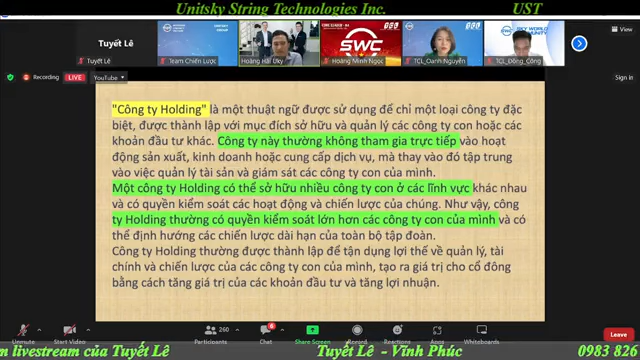 Unitsky String Technologies Inc. UST
Tuyết Lê
Tuyết Lê
Team Chiến Lược
Hoàng Hải Uky
SWC
Hoàng Minh Ngọc
TCL_Oanh Nguyễn
TCL_Đồng_Công
View
Recording
LIVE
YouTube
Sign in
"Công ty Holding" là một thuật ngữ được sử dụng để chỉ một loại công ty đặc
biệt, được thành lập với mục đích sở hữu và quản lý các công ty con hoặc các
khoản đầu tư khác. Công ty này thường không tham gia trực tiếp vào hoạt
động sản xuất, kinh doanh hoặc cung cấp dịch vụ, mà thay vào đó tập trung
vào việc quản lý tài sản và giám sát các công ty con của mình.
Một công ty Holding có thể sở hữu nhiều công ty con ở các lĩnh vực khác nhau
và có quyền kiểm soát các hoạt động và chiến lược của chúng. Như vậy, công
ty Holding thường có quyền kiểm soát lớn hơn các công ty con của mình và có
thể định hướng các chiến lược dài hạn của toàn bộ tập đoàn.
Công ty Holding thường được thành lập để tận dụng lợi thế về quản lý, tài
chính và chiến lược của các công ty con của mình, tạo ra giá trị cho cổ đông
bằng cách tăng giá trị của các khoản đầu tư và tăng lợi nhuận.
260
6
Unmute
Start Video
Participants
Chat
Share Screen
Record
Reactions
Apps
Whiteboards
Leave
m livestream của Tuyết Lê Tuyết Lê - Vĩnh Phúc 0983 826